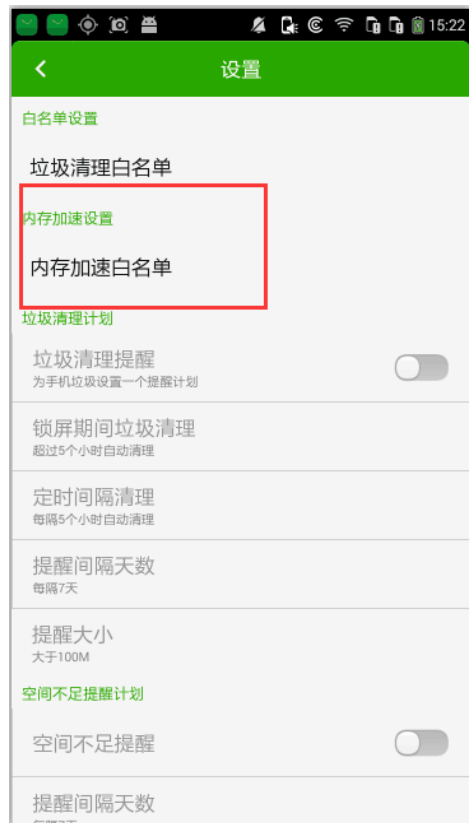 15:22
设置
白名单设置
垃圾清理白名单
内存加速设置
内存加速白名单
垃圾清理计划
垃圾清理提醒
为手机垃圾设置一个提醒计划
锁屏期间垃圾清理
超过5个小时自动清理
定时间隔清理
每隔5个小时自动清理
提醒间隔天数
每隔7天
提醒大小
大于100M
空间不足提醒计划
空间不足提醒
提醒间隔天数